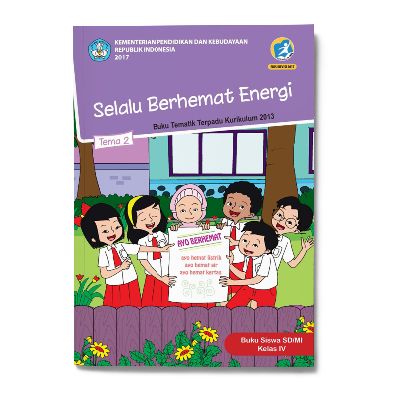 KEMENTERIAN PENDIDIKAN DAN KEBUDAYAAN
REPUBLIK INDONESIA
2017
Selalu Berhemat Energi
Buku Tematik Terpadu Kurikulum 2013
Tema 2
AYO BERHEMAT
ayo hemat listrik
ayo hemat air
ayo hemat kertas
Buku Siswa SD/MI
Kelas IV